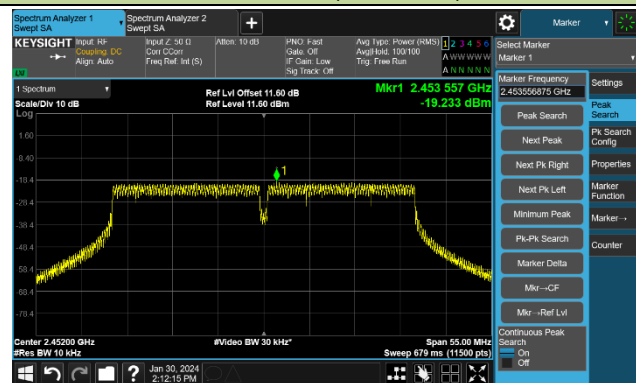 Spectrum Analyzer 1
Swept SA
Spectrum Analyzer 2
Swept SA
+
Marker
KEYSIGHT
Input: RF
Coupling: DC
Align: Auto
Input Z: 50 Ω
Corr CCorr
Freq Ref: Int (S)
Atten: 10 dB
PNO: Fast
Gate: Off
IF Gain: Low
Sig Track: Off
Avg Type: Power (RMS)
Avg|Hold: 100/100
Trig: Free Run
1 2 3 4 5 6
A W W W W W
A N N N N N
LVI
Select Marker
Marker 1
1 Spectrum
Scale/Div 10 dB
Log
Ref Lvl Offset 11.60 dB
Ref Level 11.60 dBm
Mkr1 2.453 557 GHz
-19.233 dBm
1.60
-8.40
-18.4
-28.4
-38.4
-48.4
-58.4
-68.4
-78.4
1
Center 2.45200 GHz
#Res BW 10 kHz
#Video BW 30 kHz*
Span 55.00 MHz
Sweep 679 ms (11500 pts)
Marker Frequency
2.453556875 GHz
Peak Search
Next Peak
Next Pk Right
Next Pk Left
Minimum Peak
Pk-Pk Search
Marker Delta
Mkr→CF
Mkr→Ref Lvl
Continuous Peak
Search
On
Off
Settings
Peak
Search
Pk Search
Config
Properties
Marker
Function
Marker→
Counter
?
Jan 30, 2024
2:12:15 PM